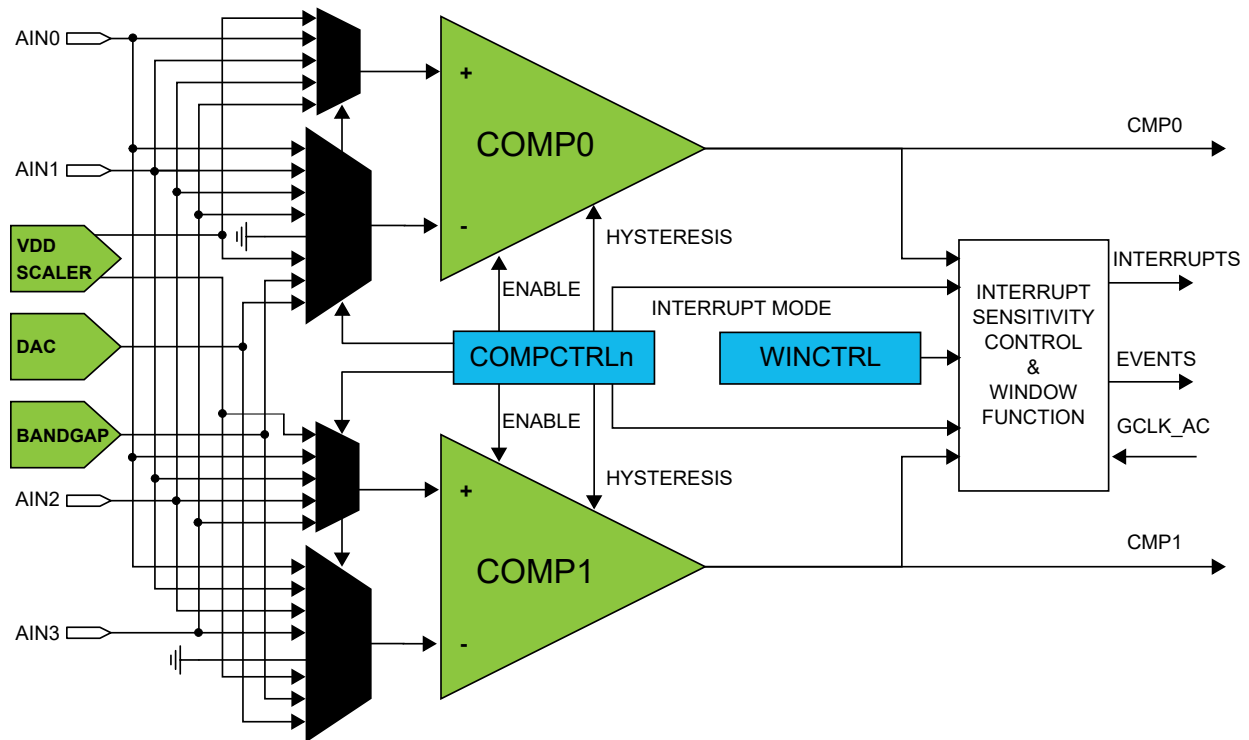 AIN0
+
COMP0
-
CMP0
AIN1
VDD
SCALER
HYSTERESIS
ENABLE
INTERRUPT MODE
INTERRUPTS
INTERRUPT
SENSITIVITY
CONTROL
&
WINDOW
FUNCTION
DAC
COMPCTRLn
WINCTRL
EVENTS
BANDGAP
ENABLE
GCLK_AC
HYSTERESIS
AIN2
+
COMP1
-
CMP1
AIN3